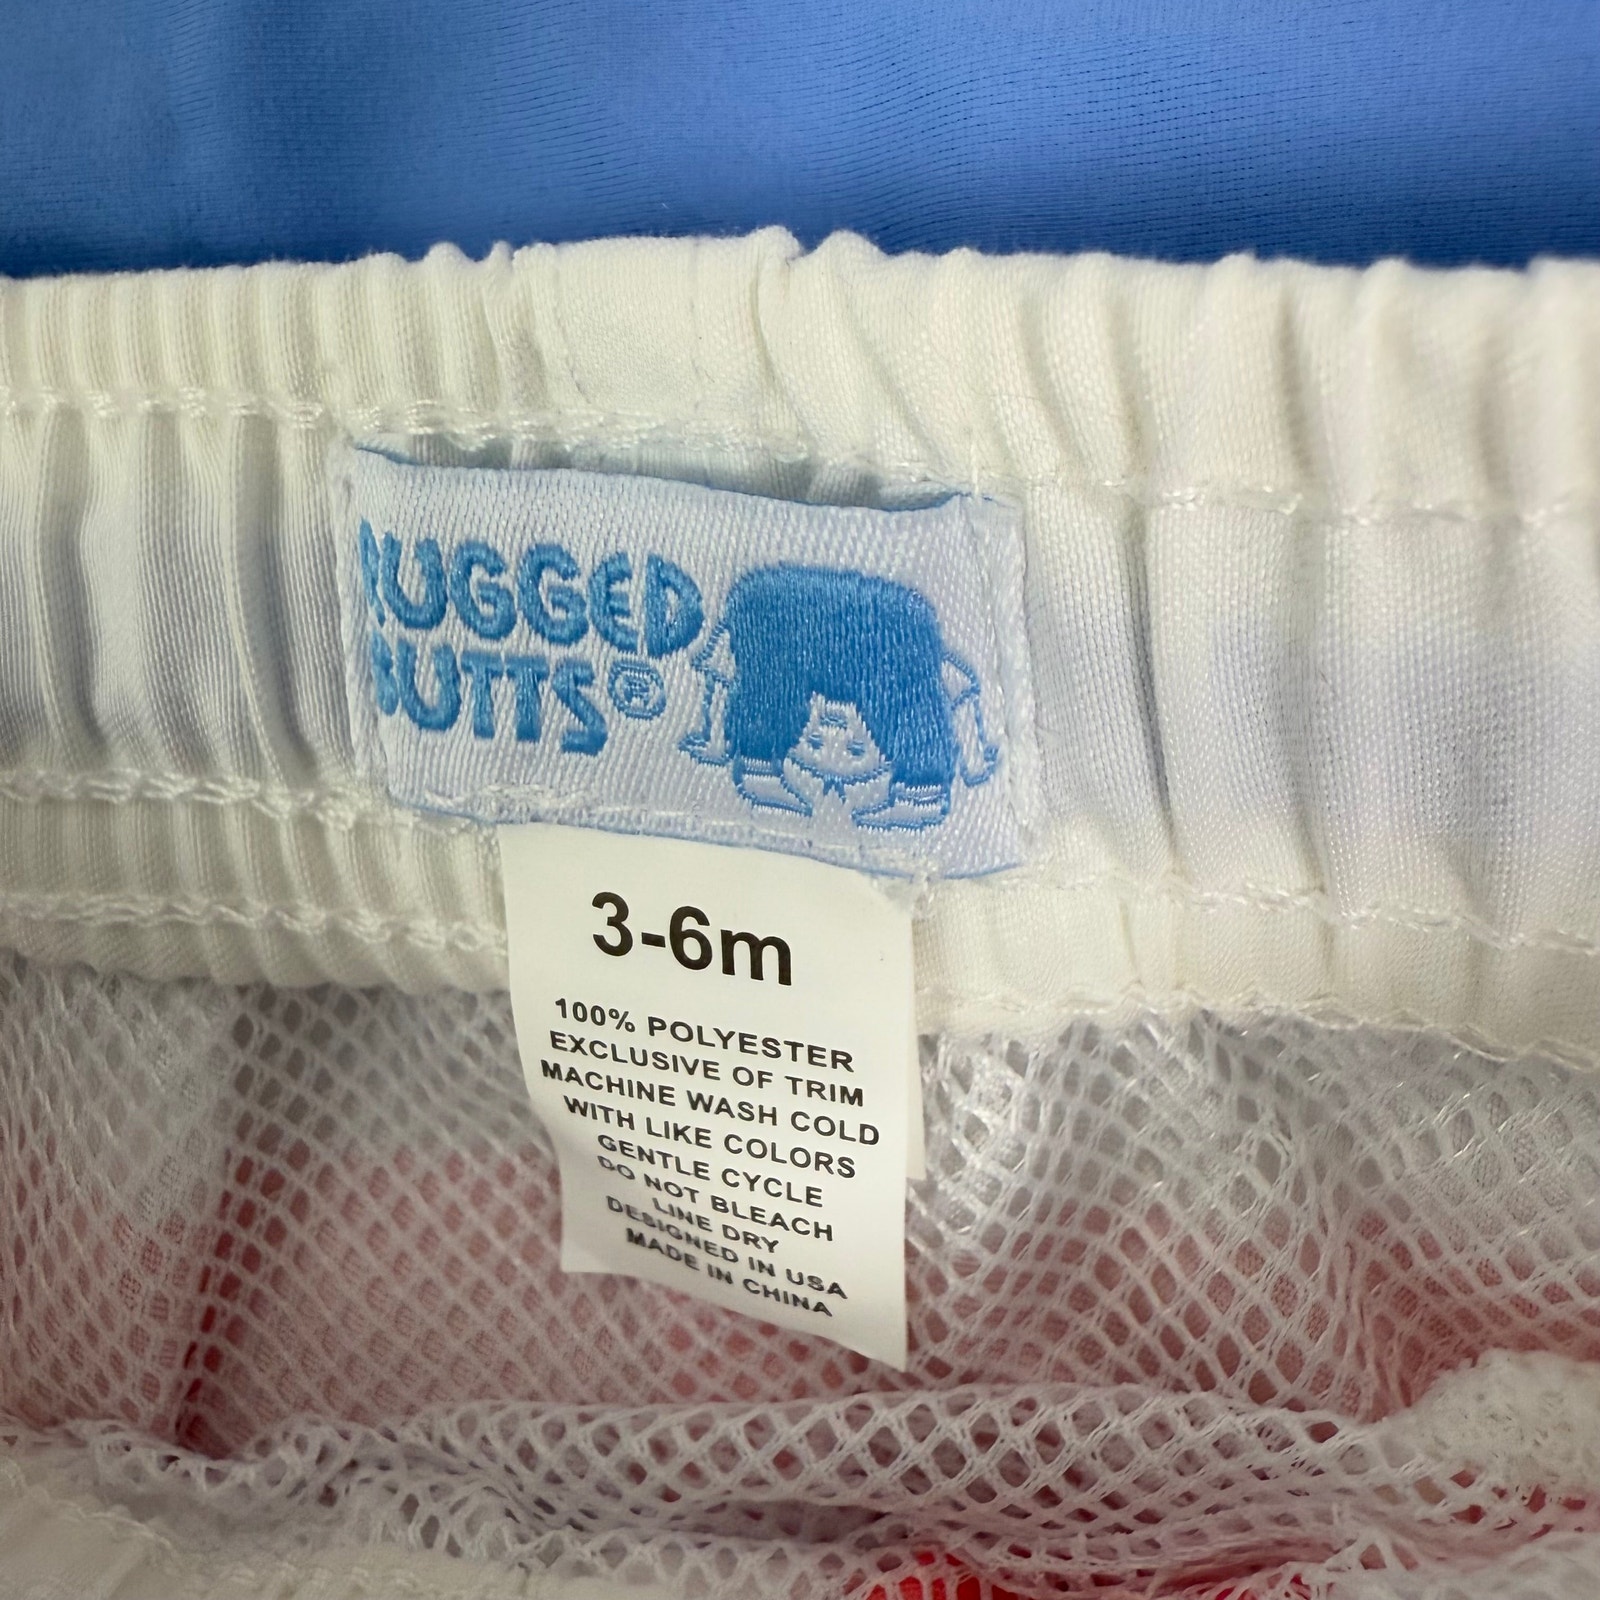 RUGGED
BUTTS®
3-6m
100% POLYESTER
EXCLUSIVE OF TRIM
MACHINE WASH COLD
WITH LIKE COLORS
GENTLE CYCLE
DO NOT BLEACH
LINE DRY
DESIGNED IN USA
MADE IN CHINA